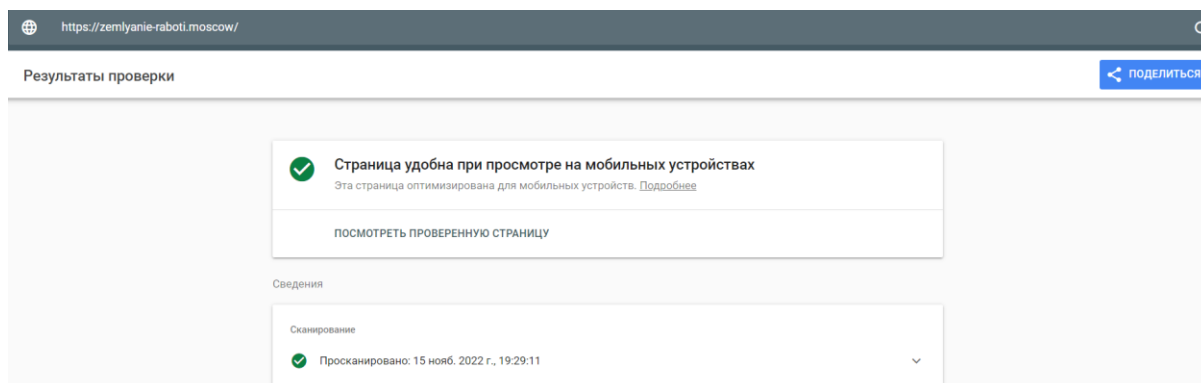 https://zemlyanie-raboti.moscow/
Результаты проверки
ПОДЕЛИТЬСЯ
Страница удобна при просмотре на мобильных устройствах
Эта страница оптимизирована для мобильных устройств. Подробнее
ПОСМОТРЕТЬ ПРОВЕРЕННУЮ СТРАНИЦУ
Сведения
Сканирование
Просканировано: 15 нояб. 2022 г., 19:29:11